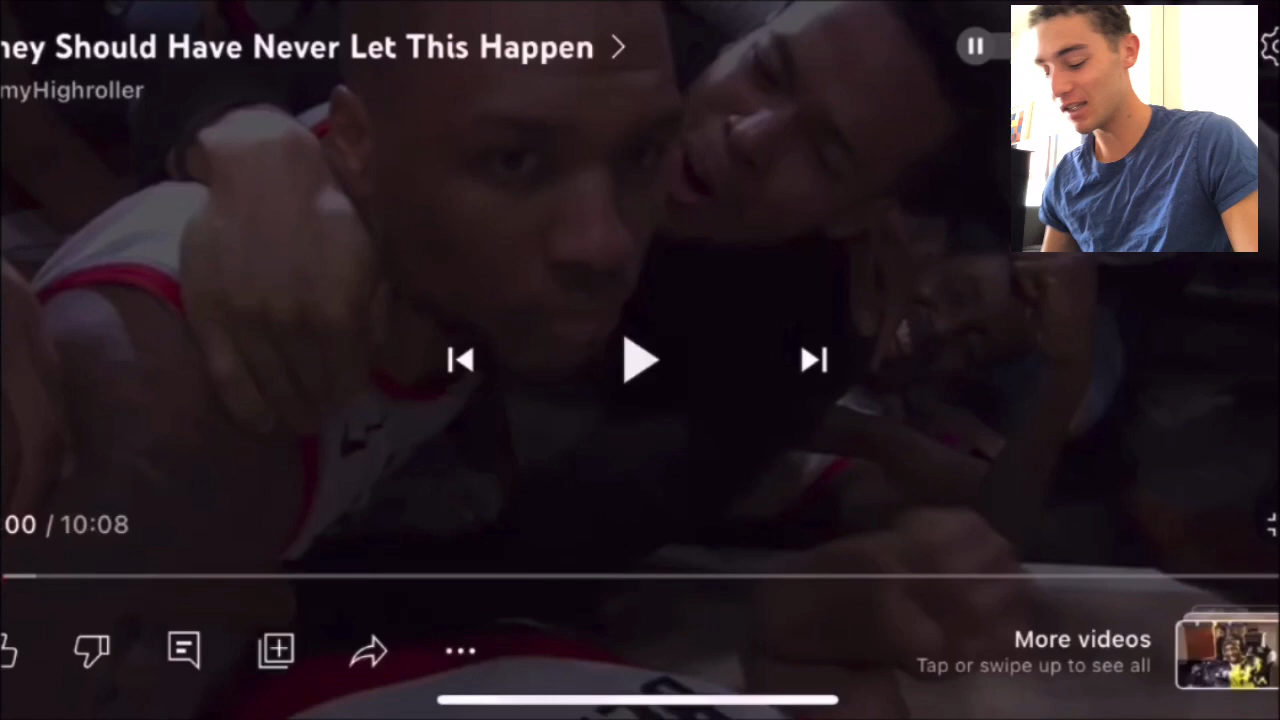 hey Should Have Never Let This Happen
myHighroller
00 / 10:08
More videos
Tap or swipe up to see all